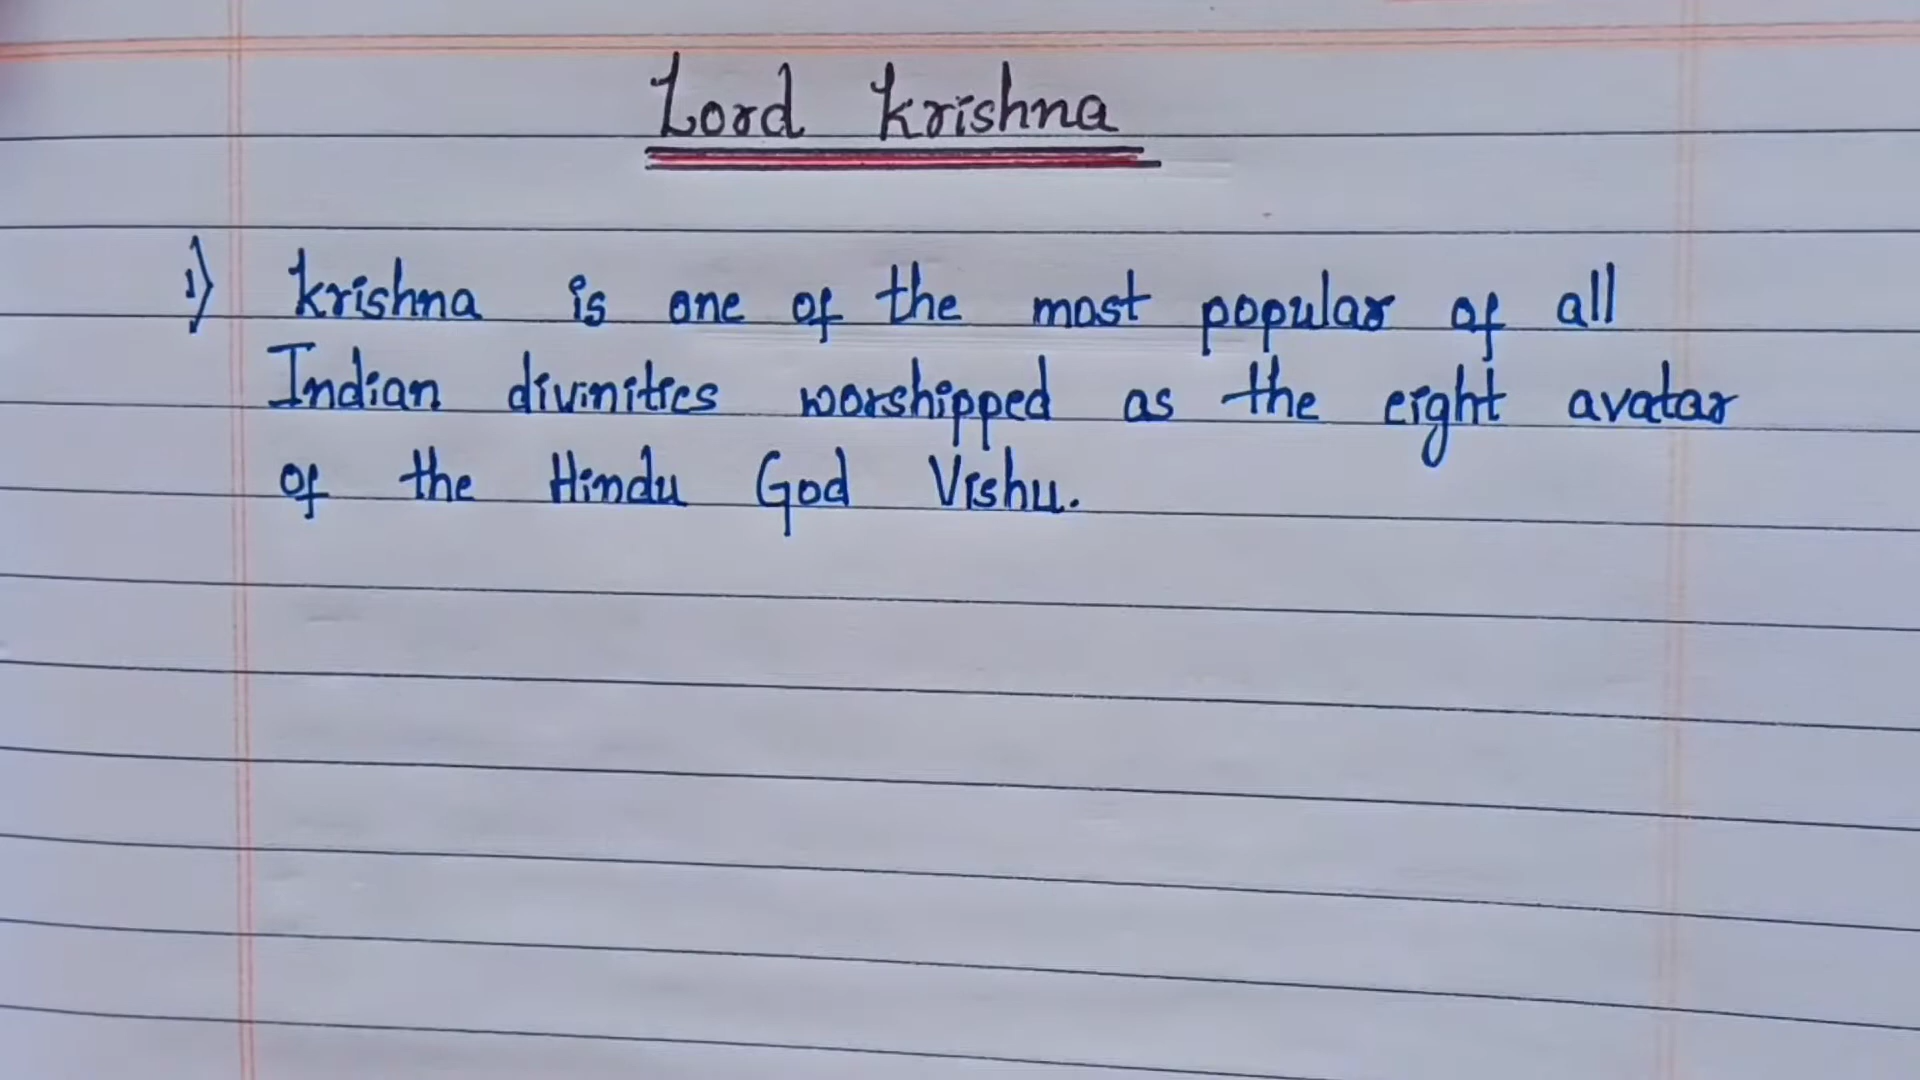 Lord Krishna
1) Krishna is one of the most popular of all
Indian divinities worshipped as the eight avatar
of the Hindu God Vishu.